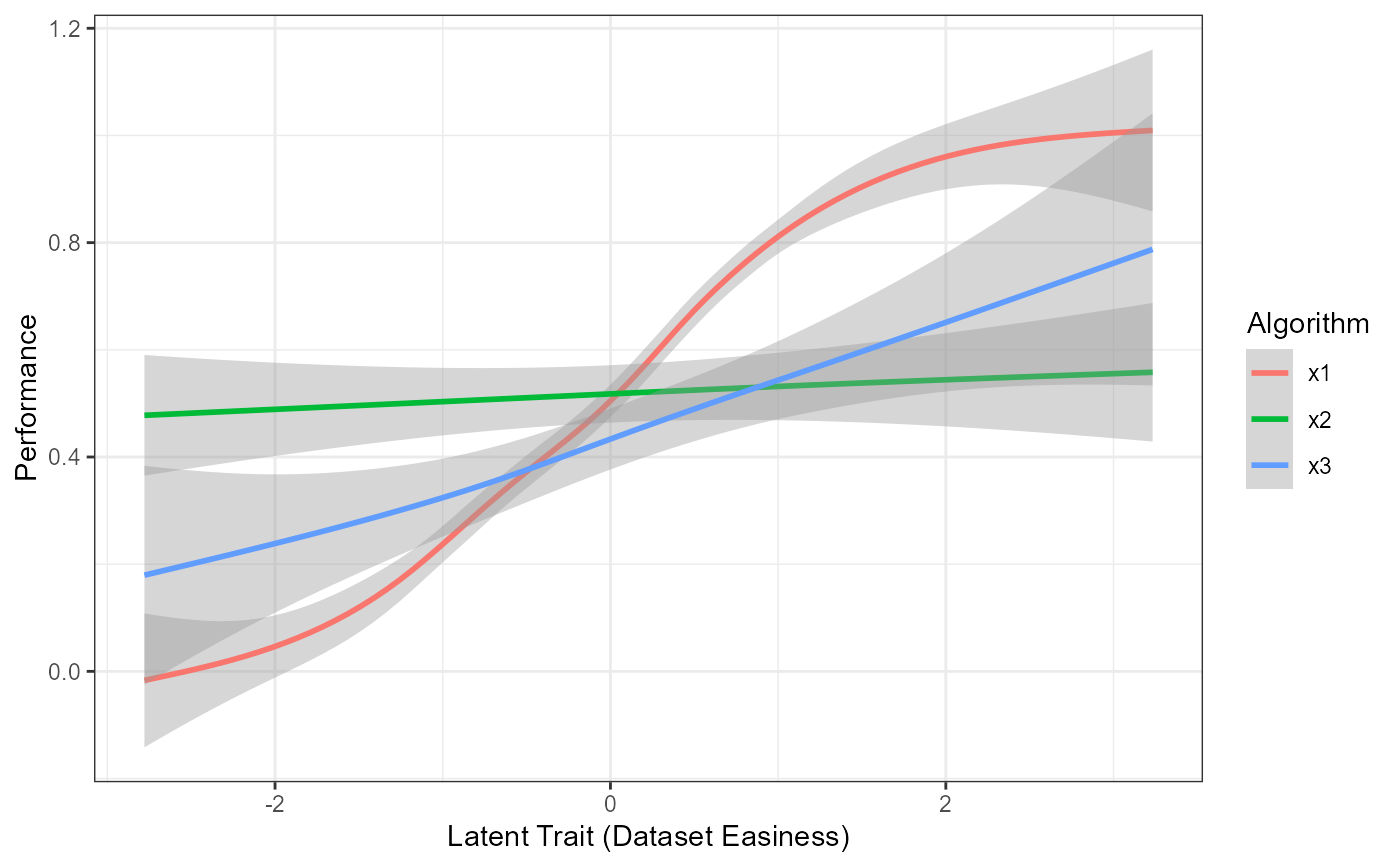 1.2
0.8
0.4
0.0
Performance
-2
0
2
Latent Trait (Dataset Easiness)
Algorithm
x1
x2
x3